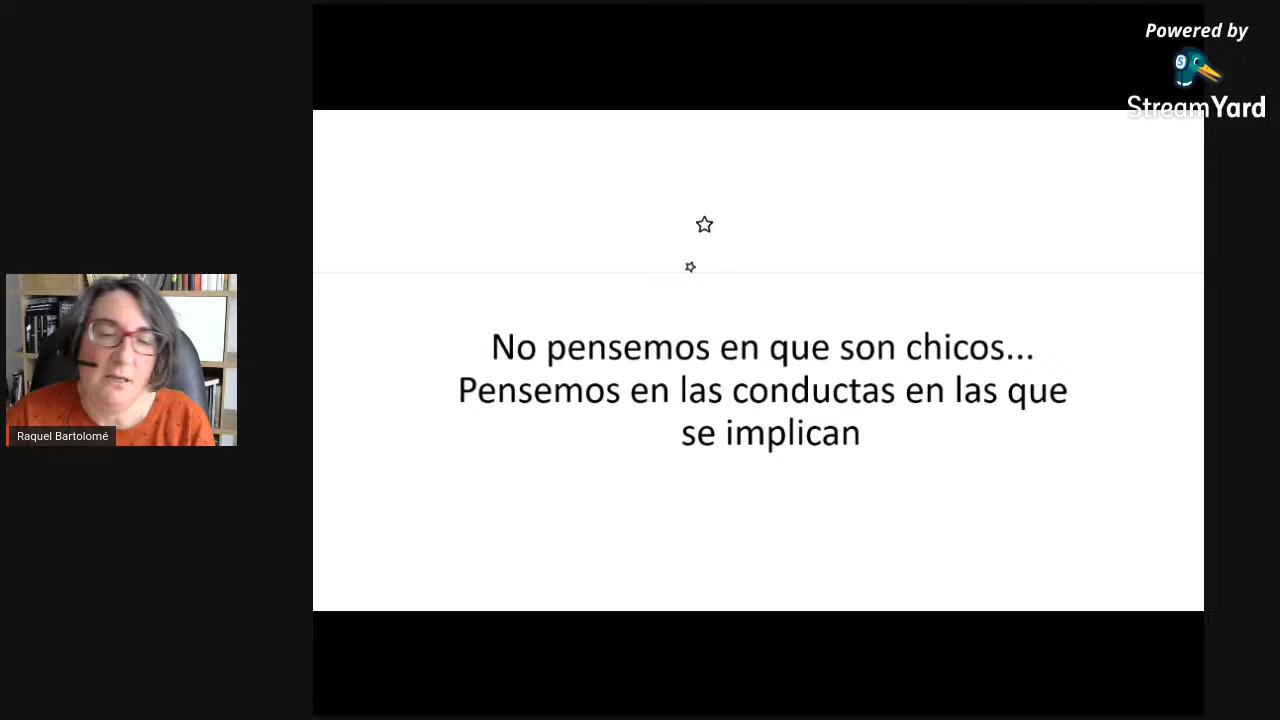 Powered by
StreamYard
No pensemos en que son chicos...
Pensemos en las conductas en las que
se implican
Raquel Bartolomé